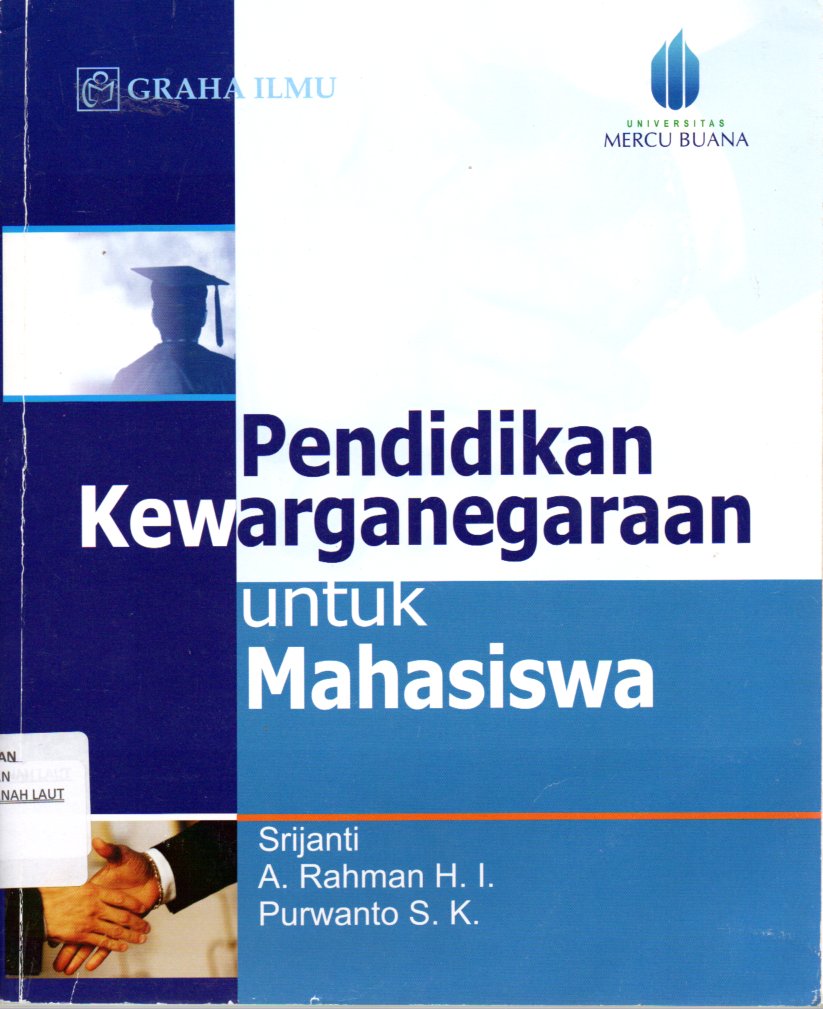 GRAHA ILMU
UNIVERSITAS
MERCU BUANA
Pendidikan
Kewarganegaraan
untuk
Mahasiswa
AN
N
NAH LAUT
Srijanti
A. Rahman H. I.
Purwanto S. K.